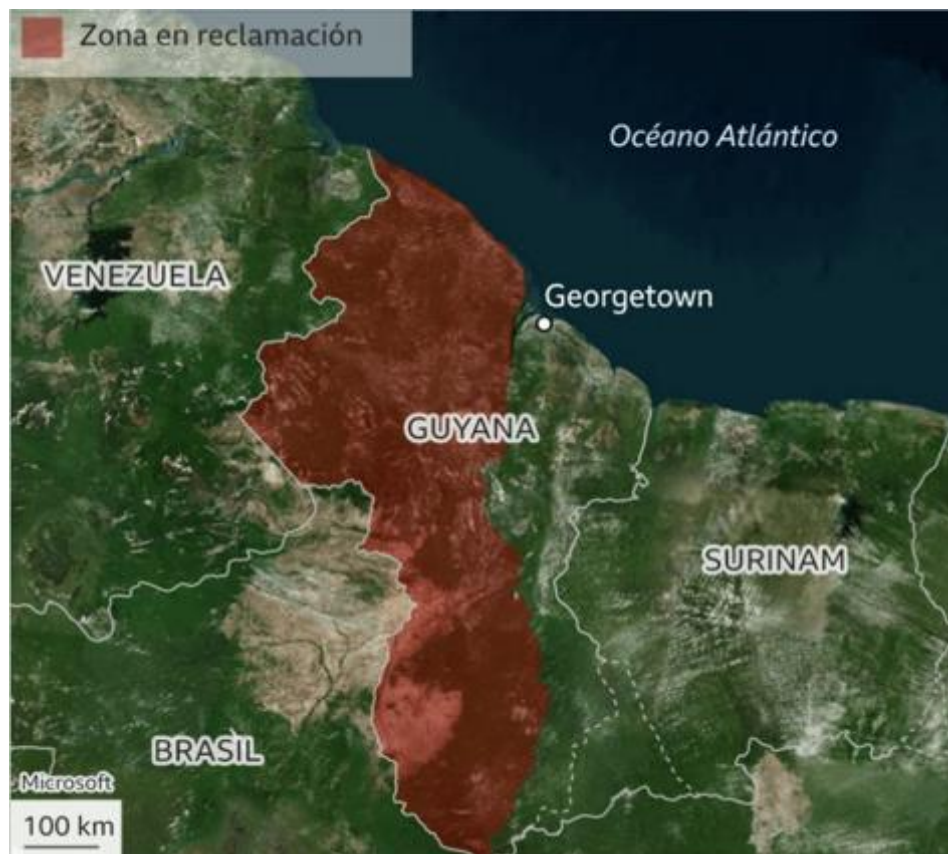 Zona en reclamación
Océano Atlántico
VENEZUELA
Georgetown
GUYANA
SURINAM
BRASIL
Microsoft
100 km